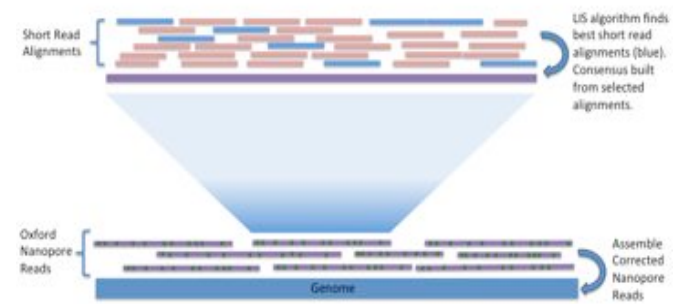 Short Read
Alignments
LIS algorithm finds
best short read
alignments (blue).
Consensus built
from selected
alignments.
Oxford
Nanopore
Reads
Assemble
Corrected
Nanopore
Reads
Genome